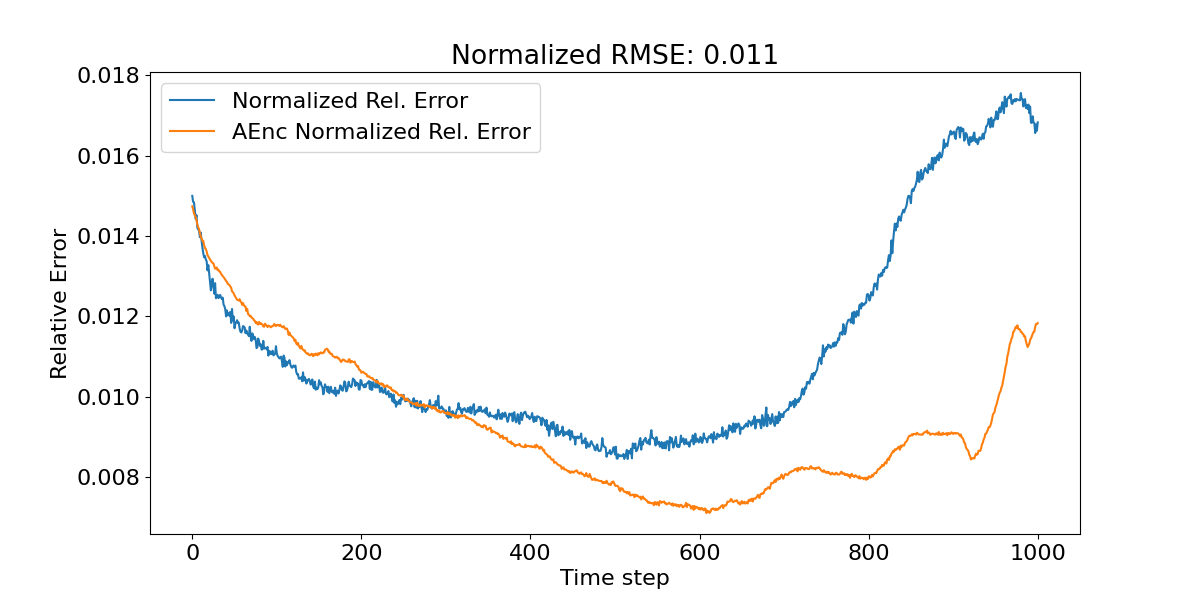 Normalized RMSE: 0.011
0.018
0.016
0.014
0.012
0.010
0.008
Relative Error
Normalized Rel. Error
AEnc Normalized Rel. Error
0
200
400
600
800
1000
Time step